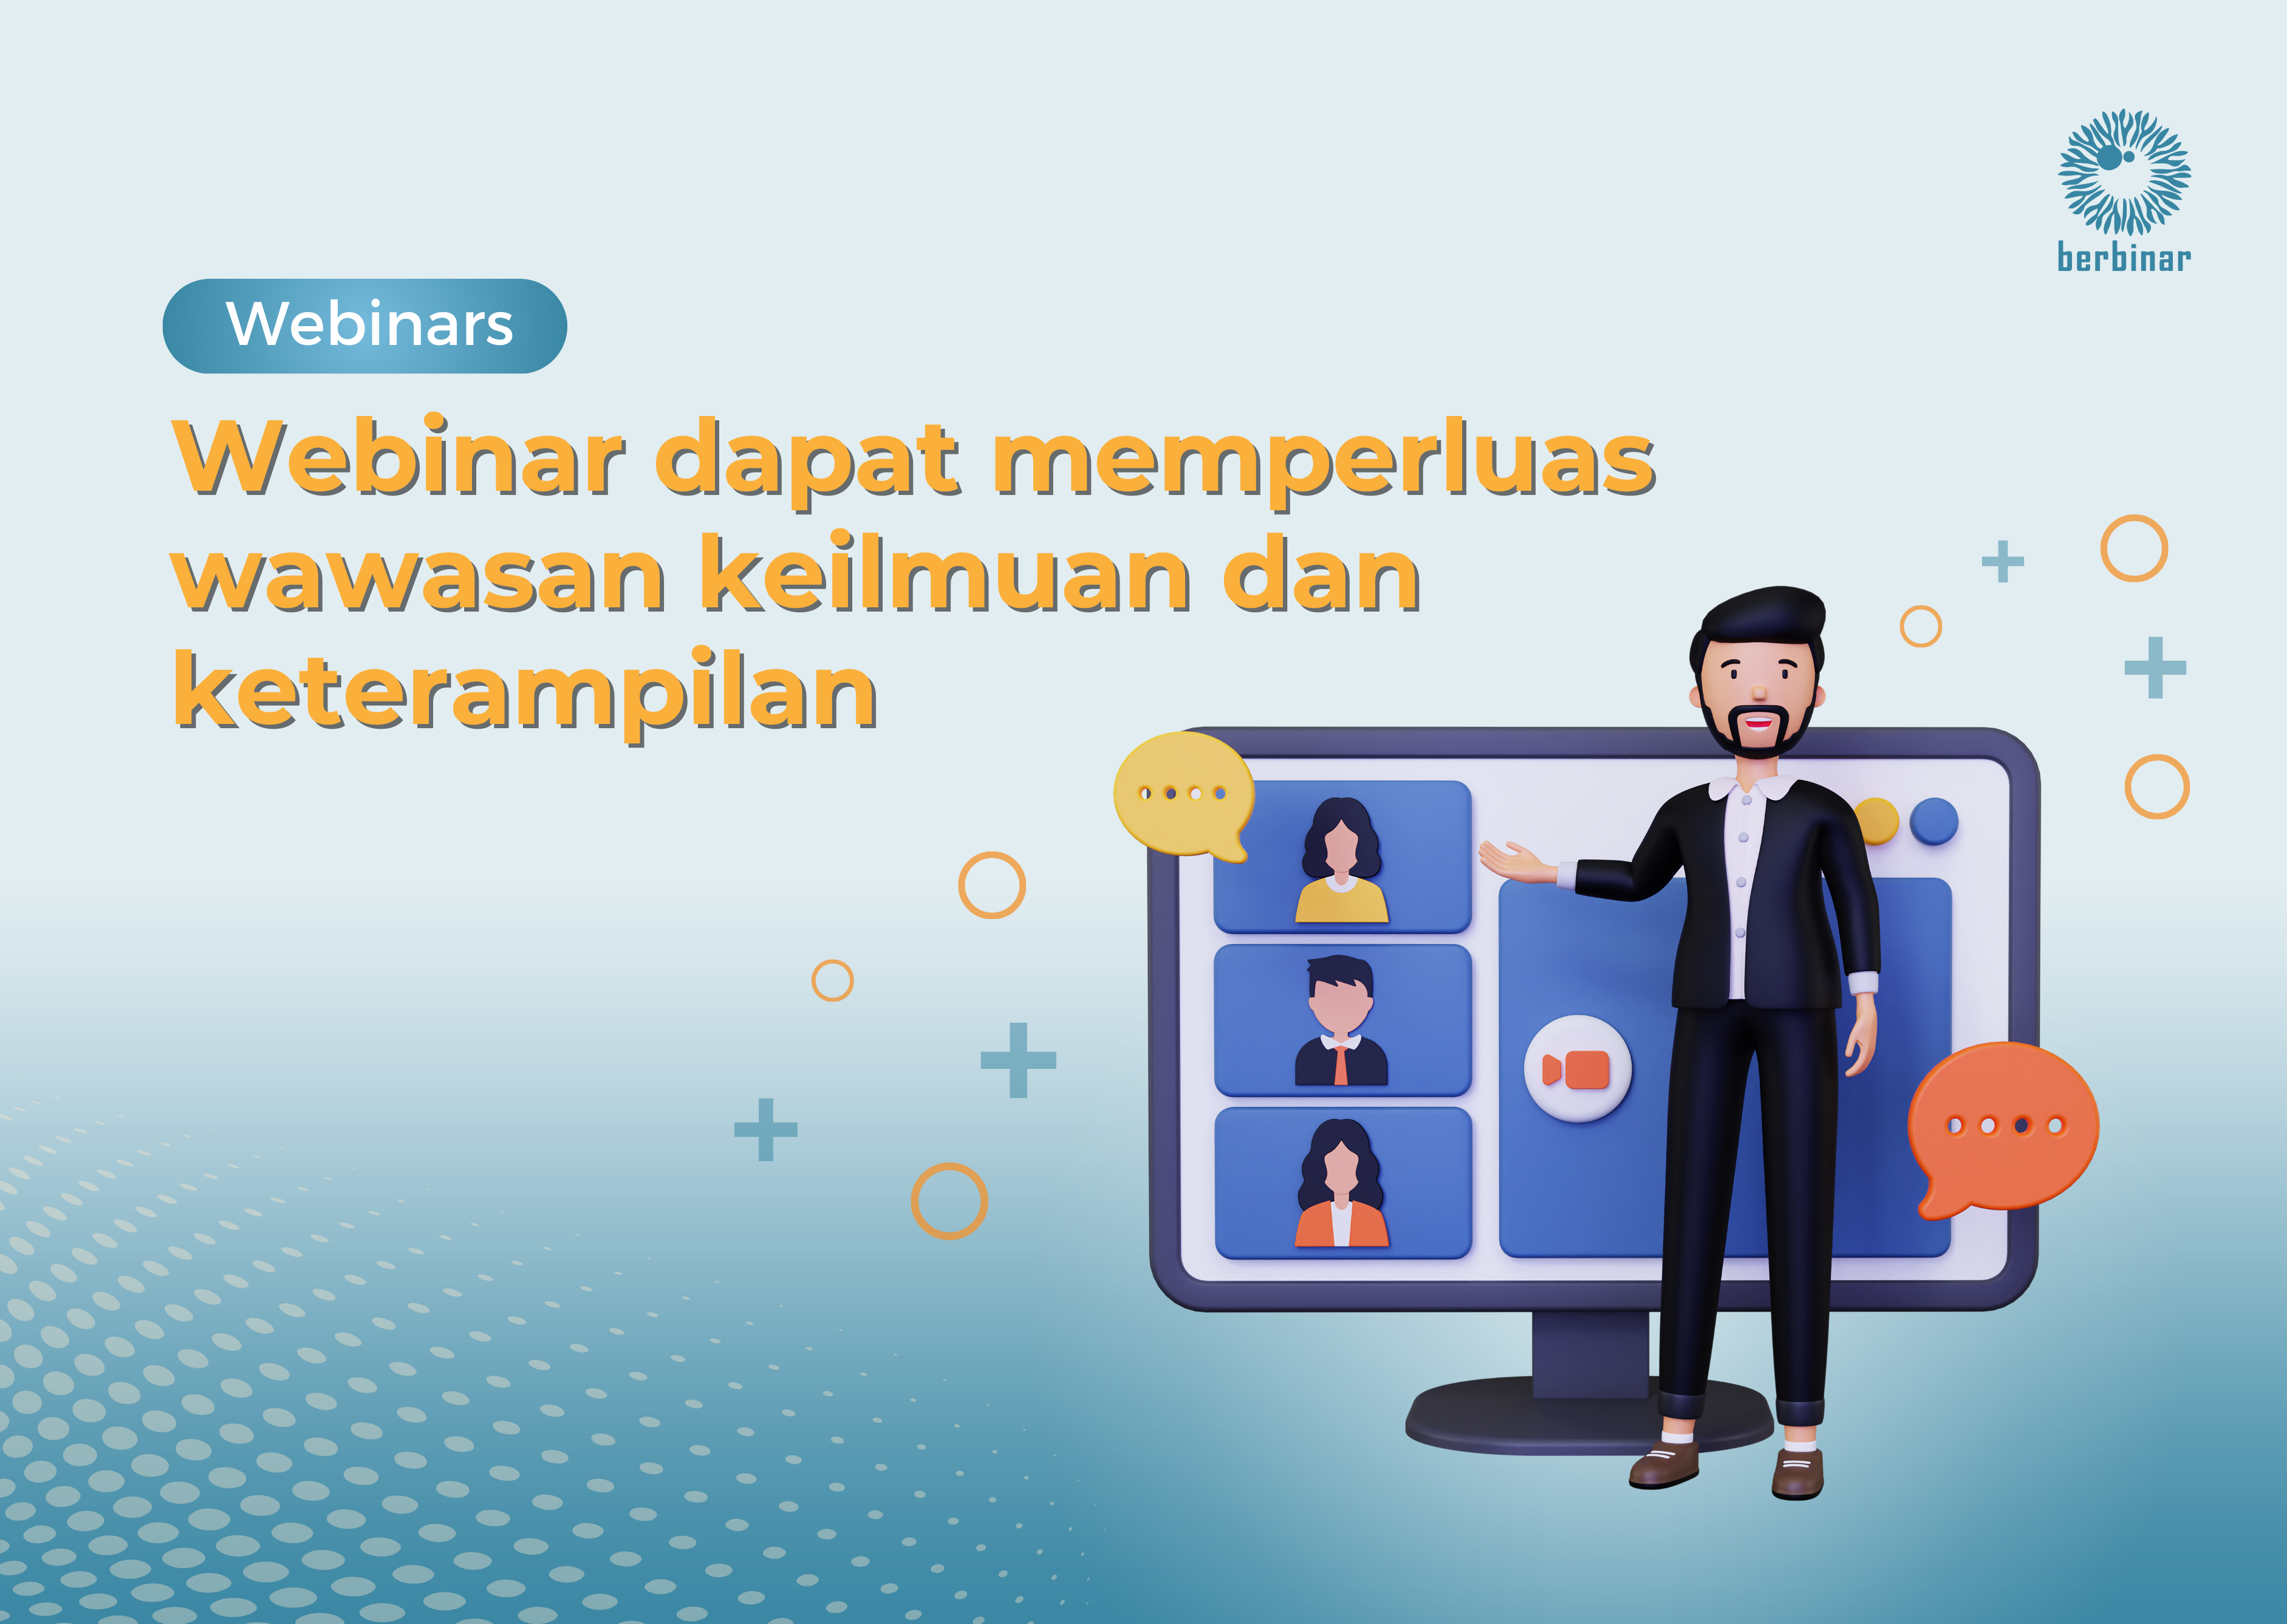 berbinar
Webinars
Webinar dapat memperluas
wawasan keilmuan dan
keterampilan